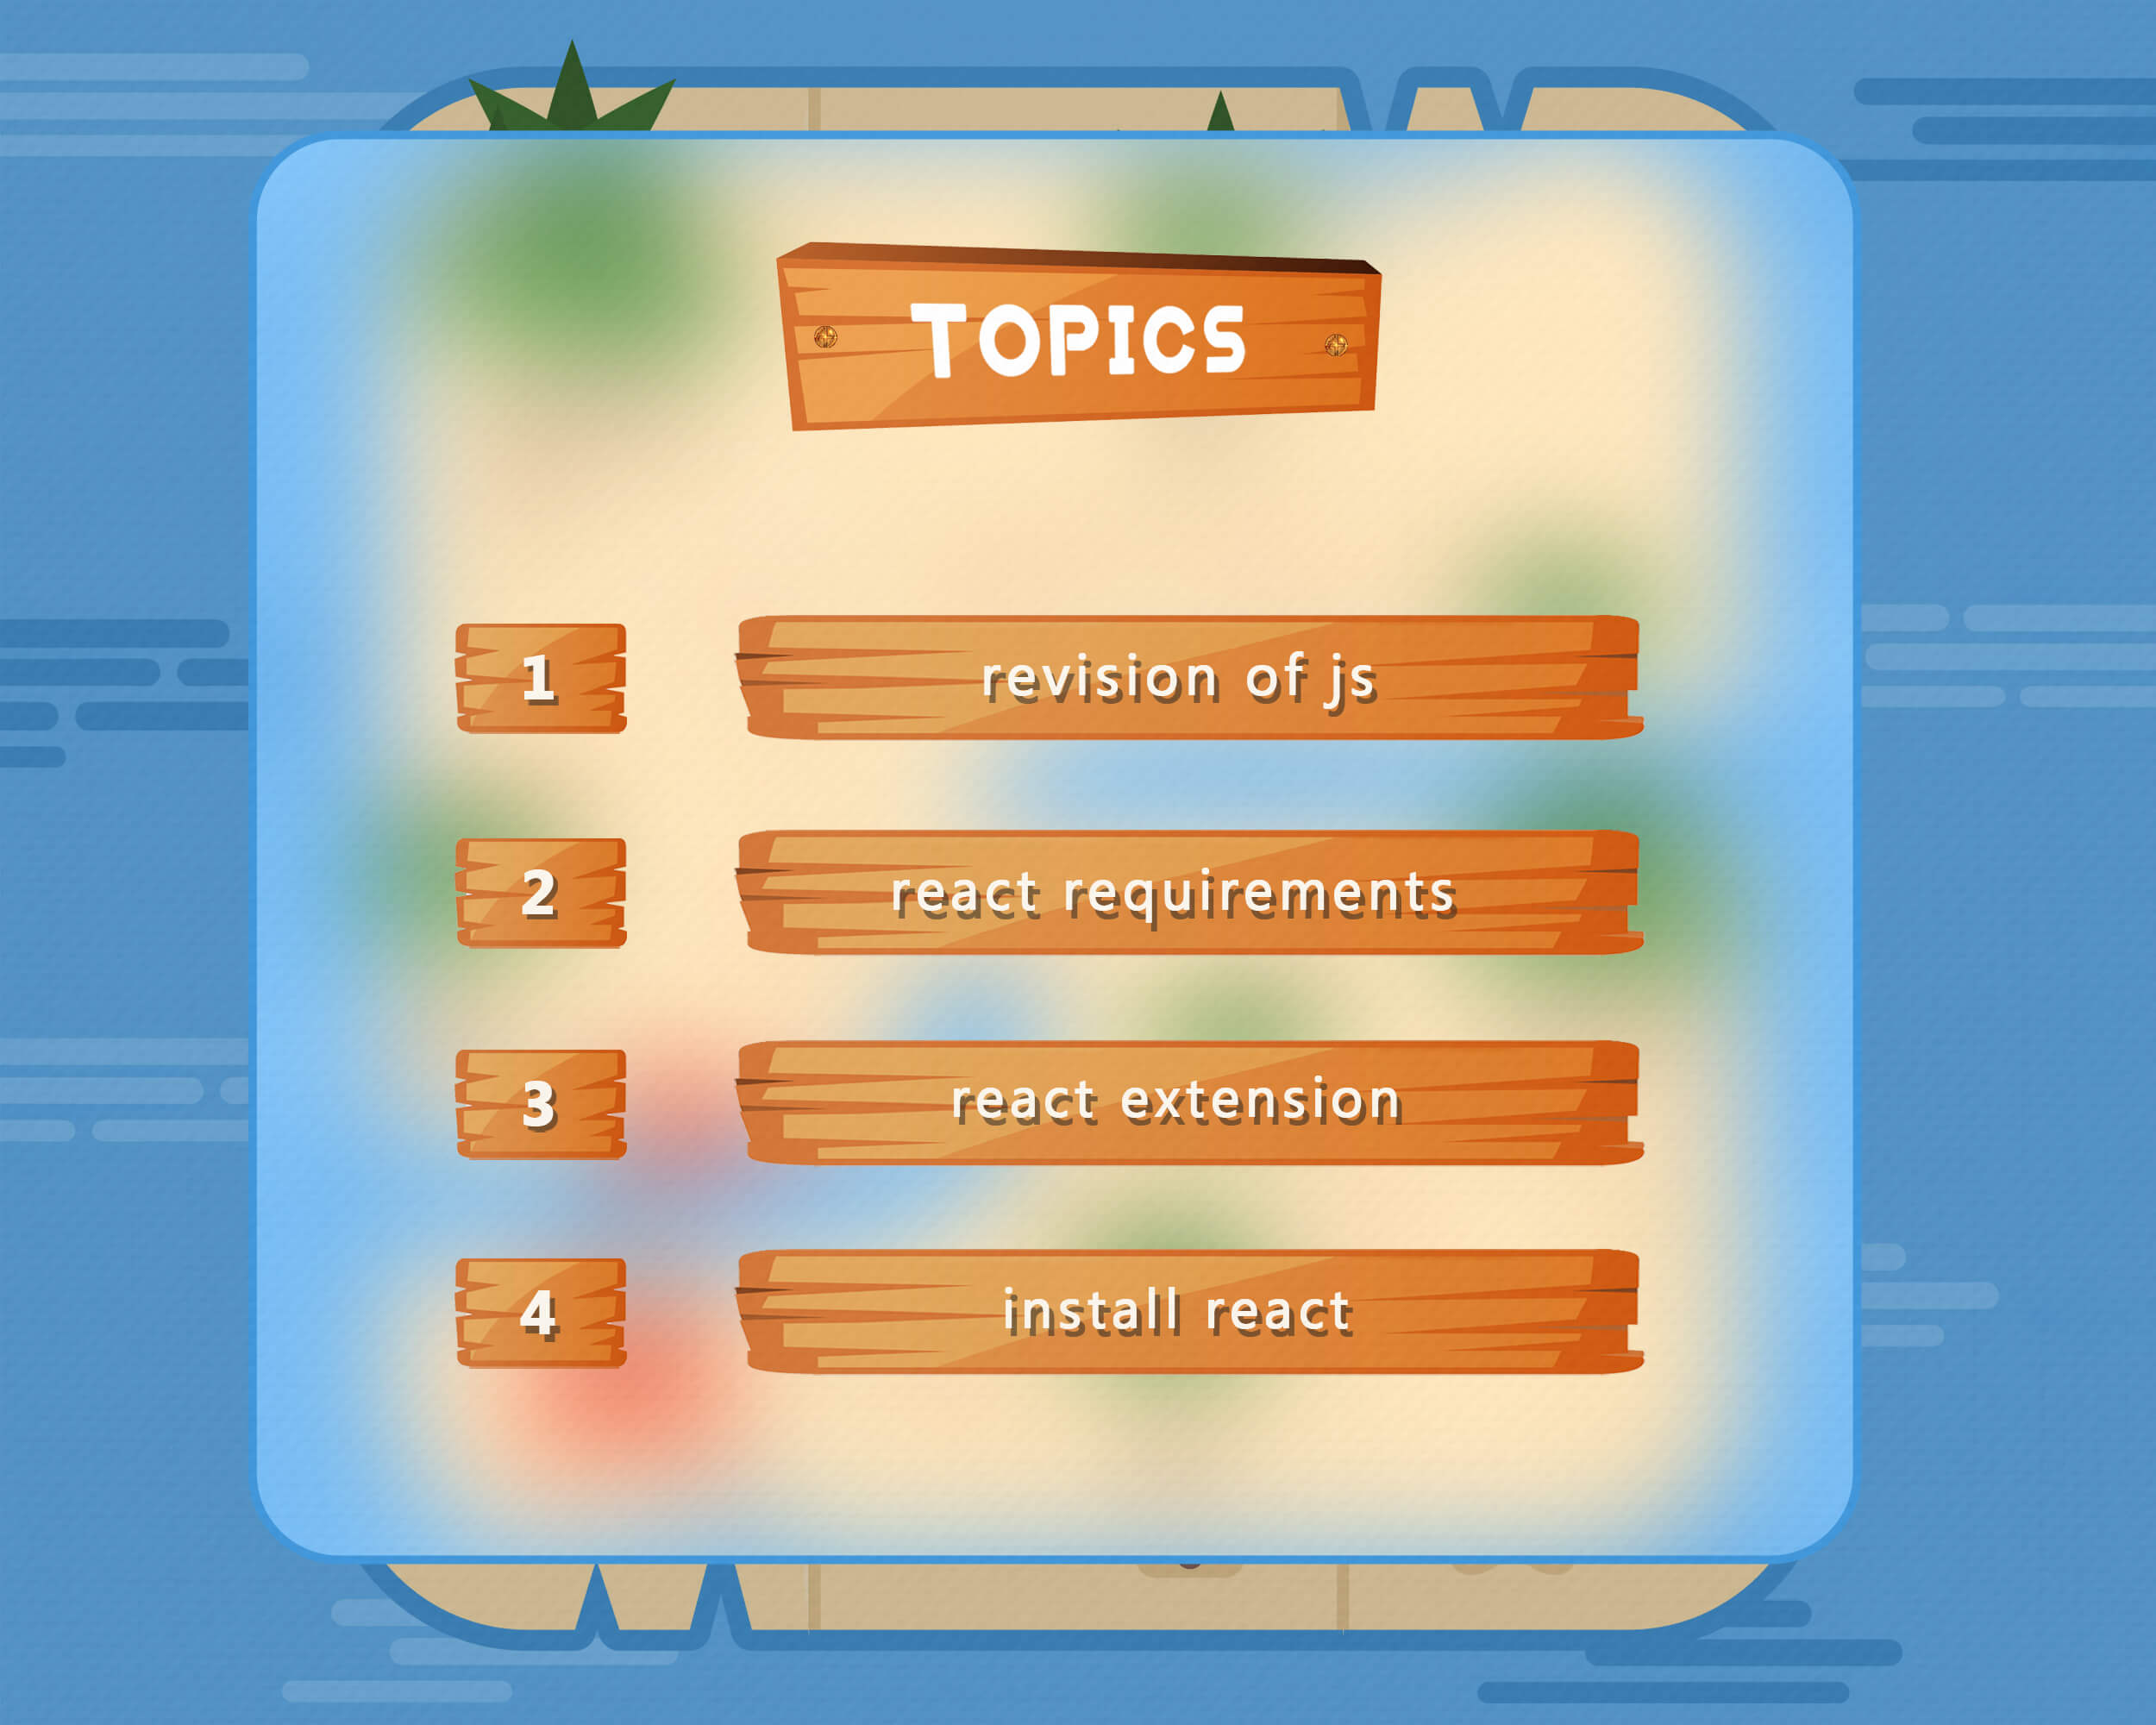 TOPICS
1 revision of js
2 react requirements
3 react extension
4 install react